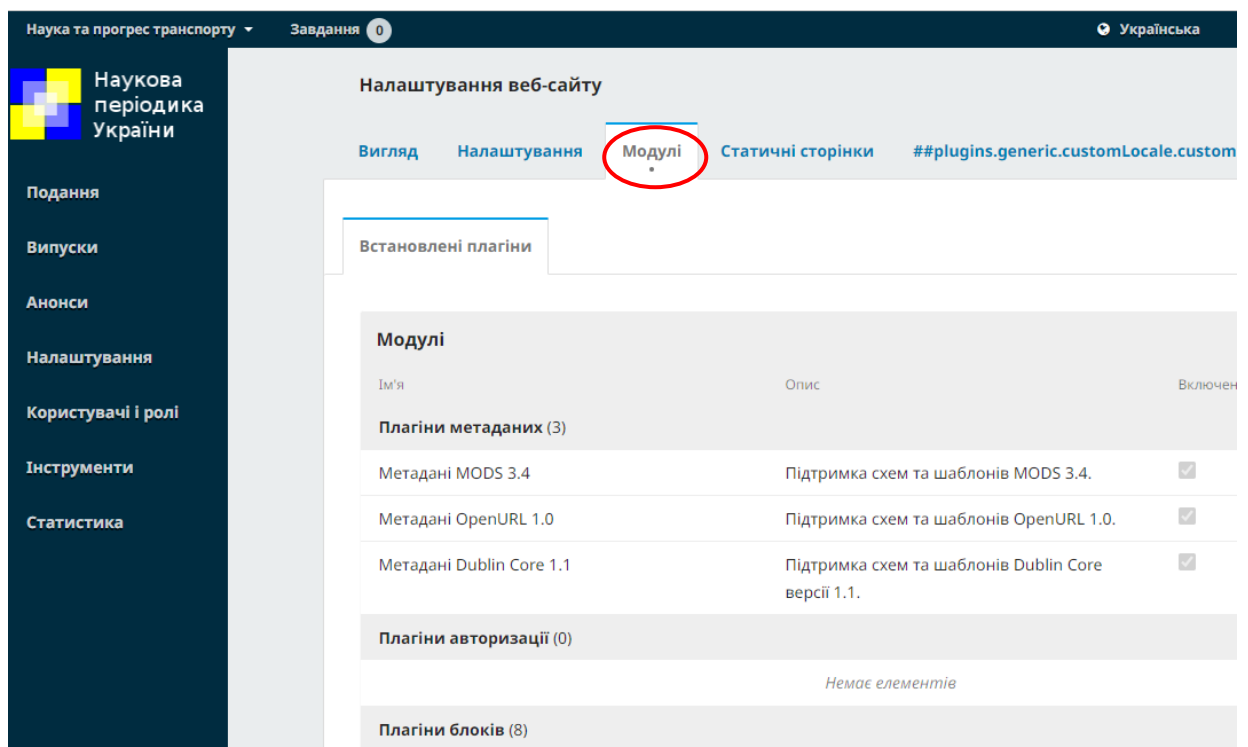 Наука та прогрес транспорту Завдання 0 Українська
Наукова
періодика
України
Налаштування веб-сайту
Вигляд Налаштування Модулі Статичні сторінки ##plugins.generic.customLocale.custom
Подання
Випуски
Анонси
Налаштування
Користувачі і ролі
Інструменти
Статистика
Встановлені плагіни
Модулі
Ім'я Опис Включен
Плагіни метаданих (3)
Метадані MODS 3.4 Підтримка схем та шаблонів MODS 3.4.
Метадані OpenURL 1.0 Підтримка схем та шаблонів OpenURL 1.0.
Метадані Dublin Core 1.1 Підтримка схем та шаблонів Dublin Core
версії 1.1.
Плагіни авторизації (0)
Немає елементів
Плагіни блоків (8)